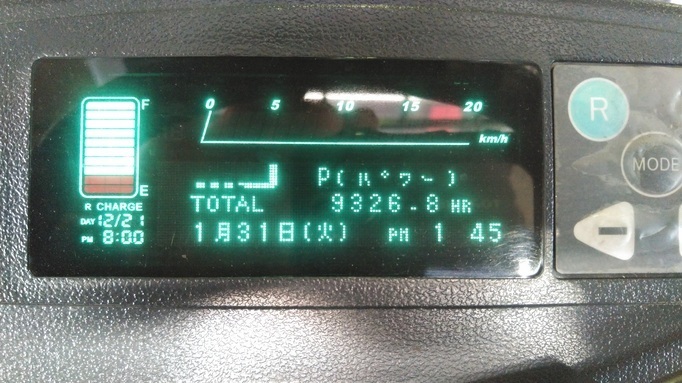 F
E
R CHARGE
DAY 12/21
PM 8:00
0 5 10 15 20
km/h
P(ﾊﾟﾜｰ)
TOTAL 9326.8 HR
1月31日(火) PM 1 45
R
MODE